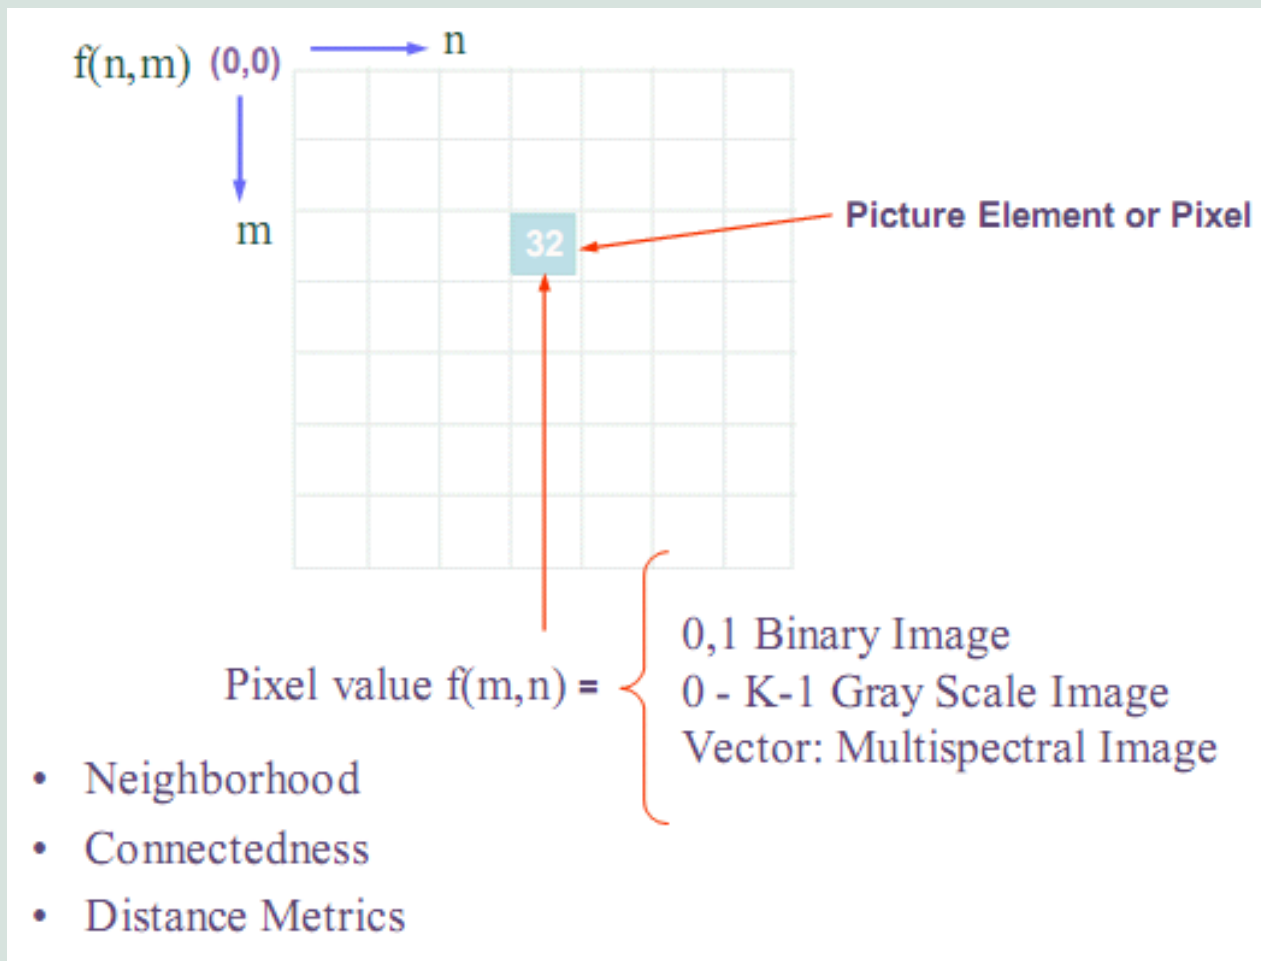 f(n,m) (0,0) n
m
Picture Element or Pixel
32
Pixel value f(m,n) =
0,1 Binary Image
0 - K-1 Gray Scale Image
Vector: Multispectral Image
• Neighborhood
• Connectedness
• Distance Metrics